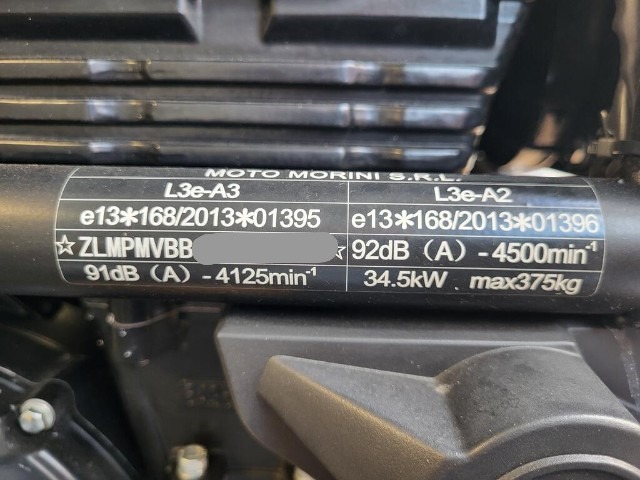 MOTO MORINI S.R.L.
L3e-A3 L3e-A2
e13*168/2013*01395 e13*168/2013*01396
☆ZLMPMVBB ☆ 92dB (A) - 4500min⁻¹
91dB (A) - 4125min⁻¹ 34.5kW . max375kg